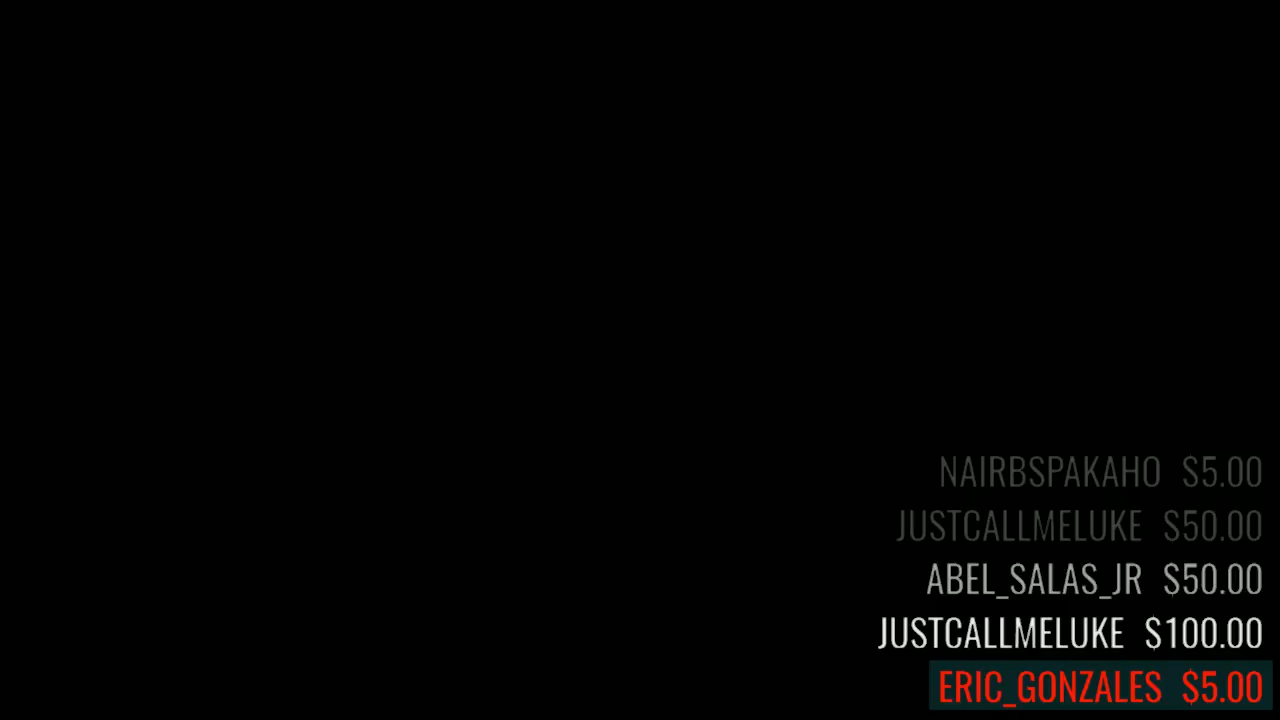 NAIRBSPAKAHO $5.00
JUSTCALLMELUKE $50.00
ABEL_SALAS_JR $50.00
JUSTCALLMELUKE $100.00
ERIC_GONZALES $5.00